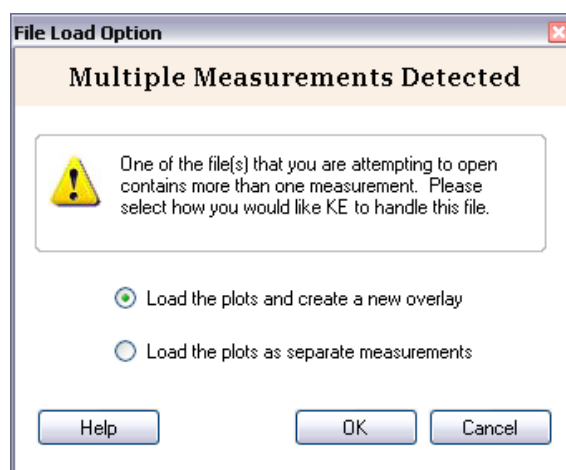 File Load Option
Multiple Measurements Detected
One of the file(s) that you are attempting to open
contains more than one measurement. Please
select how you would like KE to handle this file.
Load the plots and create a new overlay
Load the plots as separate measurements
Help OK Cancel